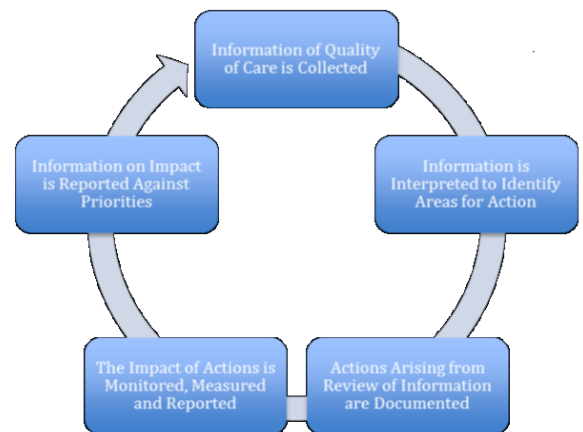 Information of Quality
of Care is Collected
Information is
Interpreted to Identify
Areas for Action
Actions Arising from
Review of Information
are Documented
The Impact of Actions is
Monitored, Measured
and Reported
Information on Impact
is Reported Against
Priorities